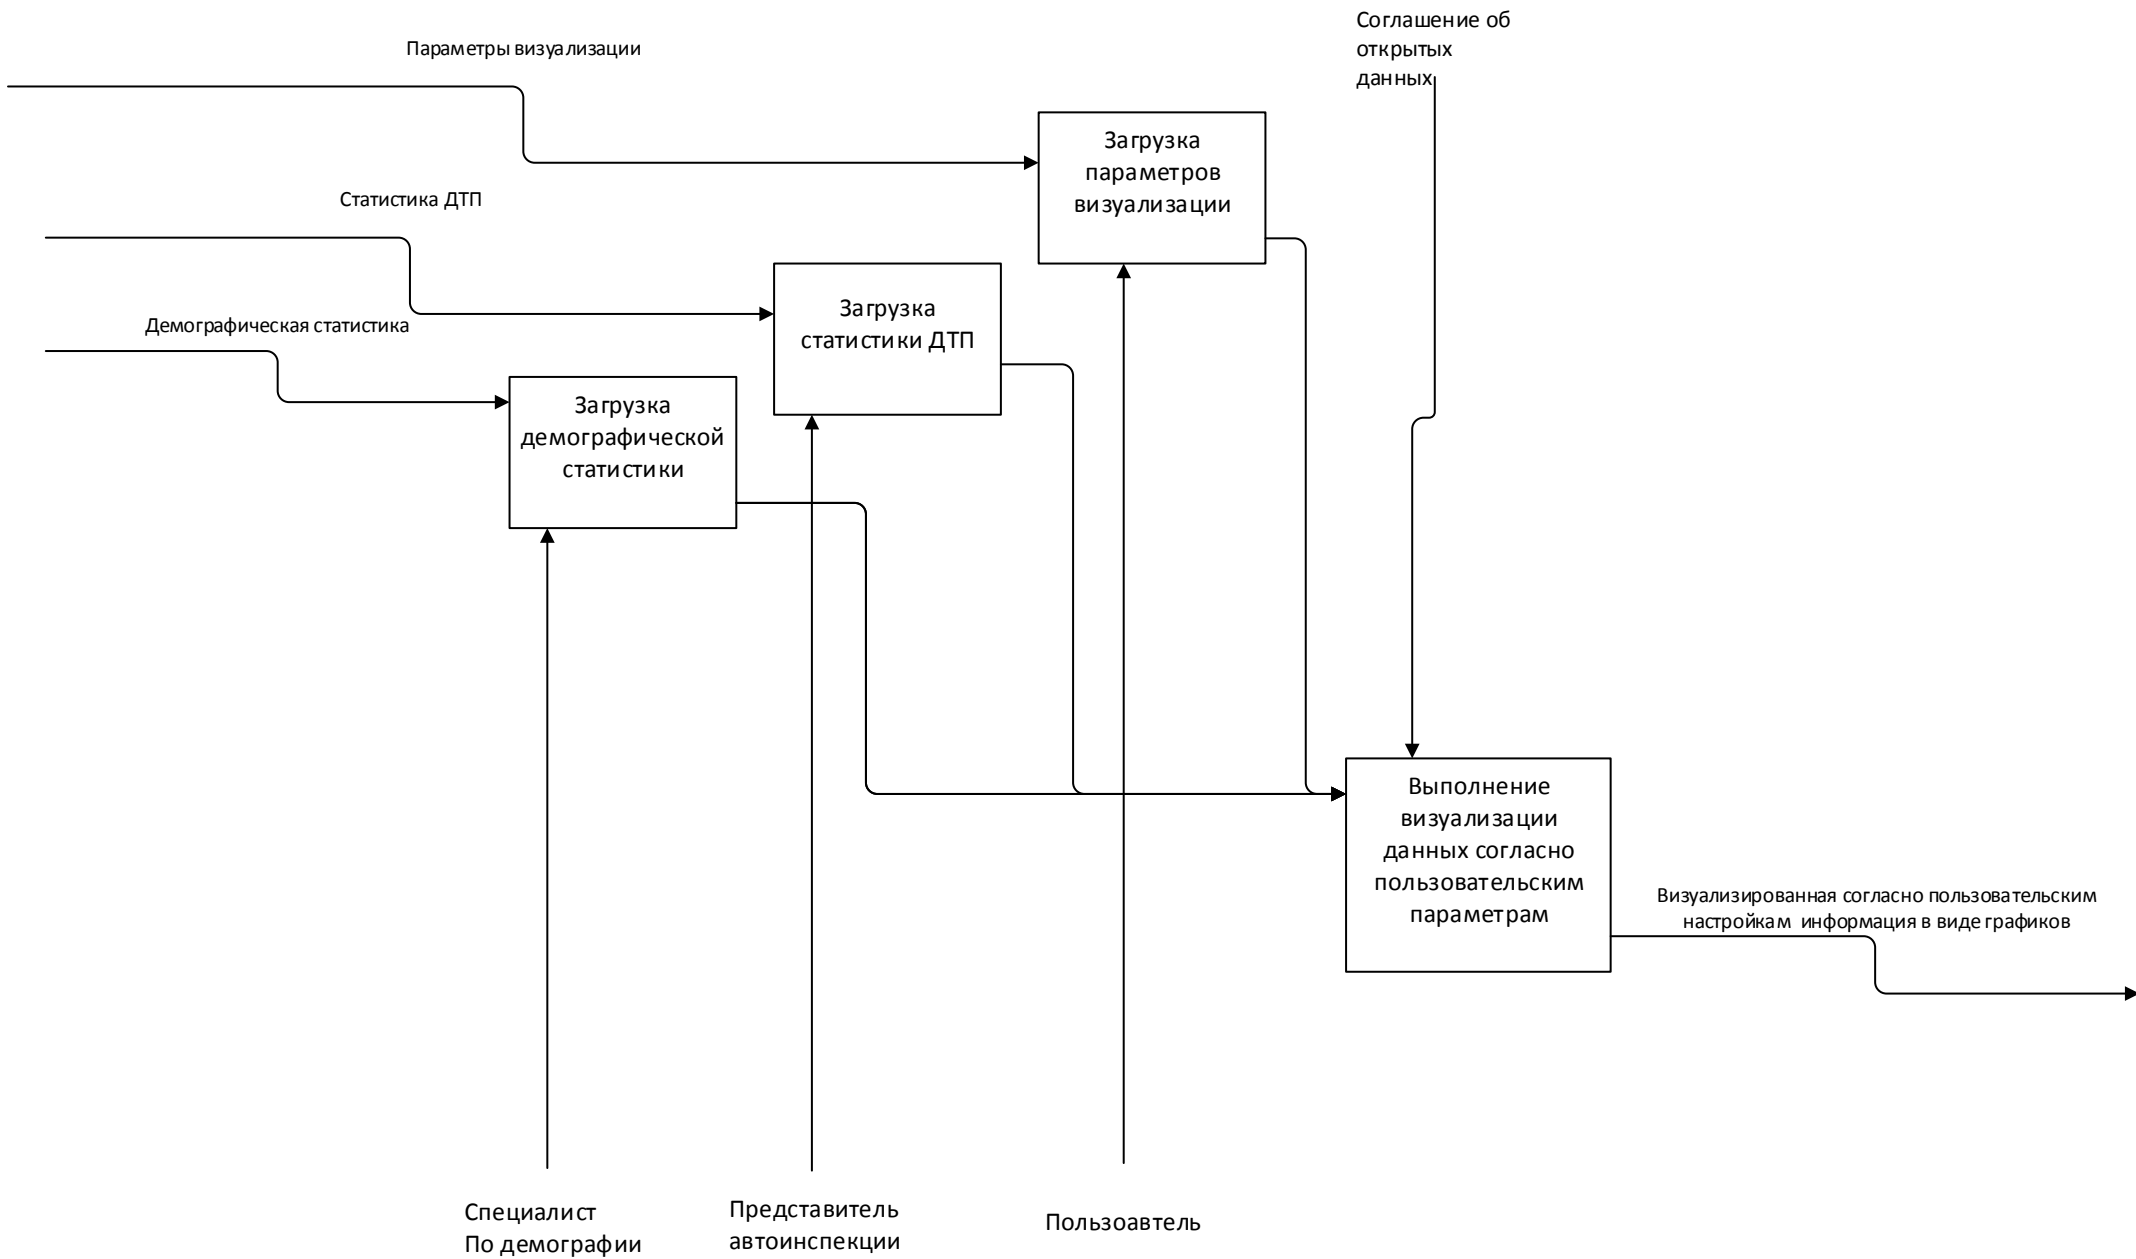 Соглашение об
открытых
данных
Параметры визуализации
Загрузка
параметров
визуализации
Статистика ДТП
Загрузка
статистики ДТП
Демографическая статистика
Загрузка
демографической
статистики
Выполнение
визуализации
данных согласно
пользовательским
параметрам
Визуализированная согласно пользовательским
настройкам информация в виде графиков
Специалист
По демографии
Представитель
автоинспекции
Пользоавтель